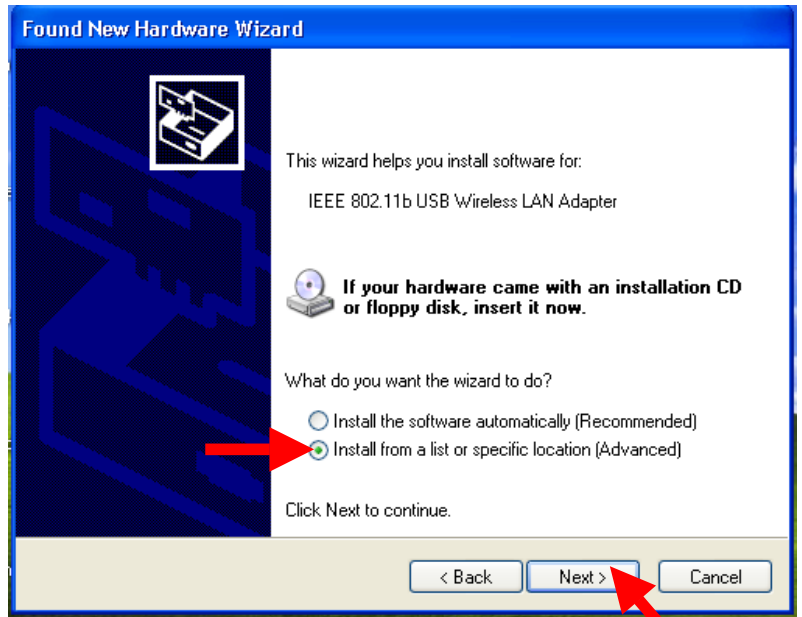 Found New Hardware Wizard
This wizard helps you install software for:
IEEE 802.11b USB Wireless LAN Adapter
If your hardware came with an installation CD
or floppy disk, insert it now.
What do you want the wizard to do?
Install the software automatically (Recommended)
Install from a list or specific location (Advanced)
Click Next to continue.
< Back Next > Cancel